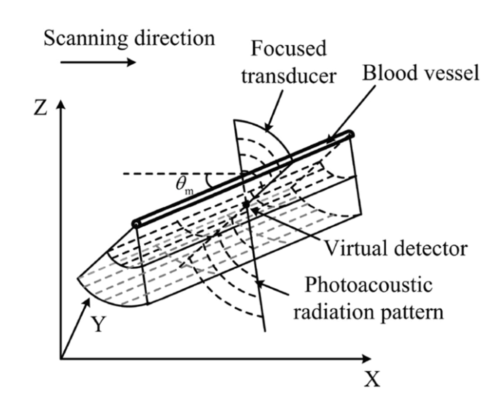 Scanning direction
Focused
transducer
Blood vessel
Z
θm
Virtual detector
Photoacoustic
radiation pattern
Y
X